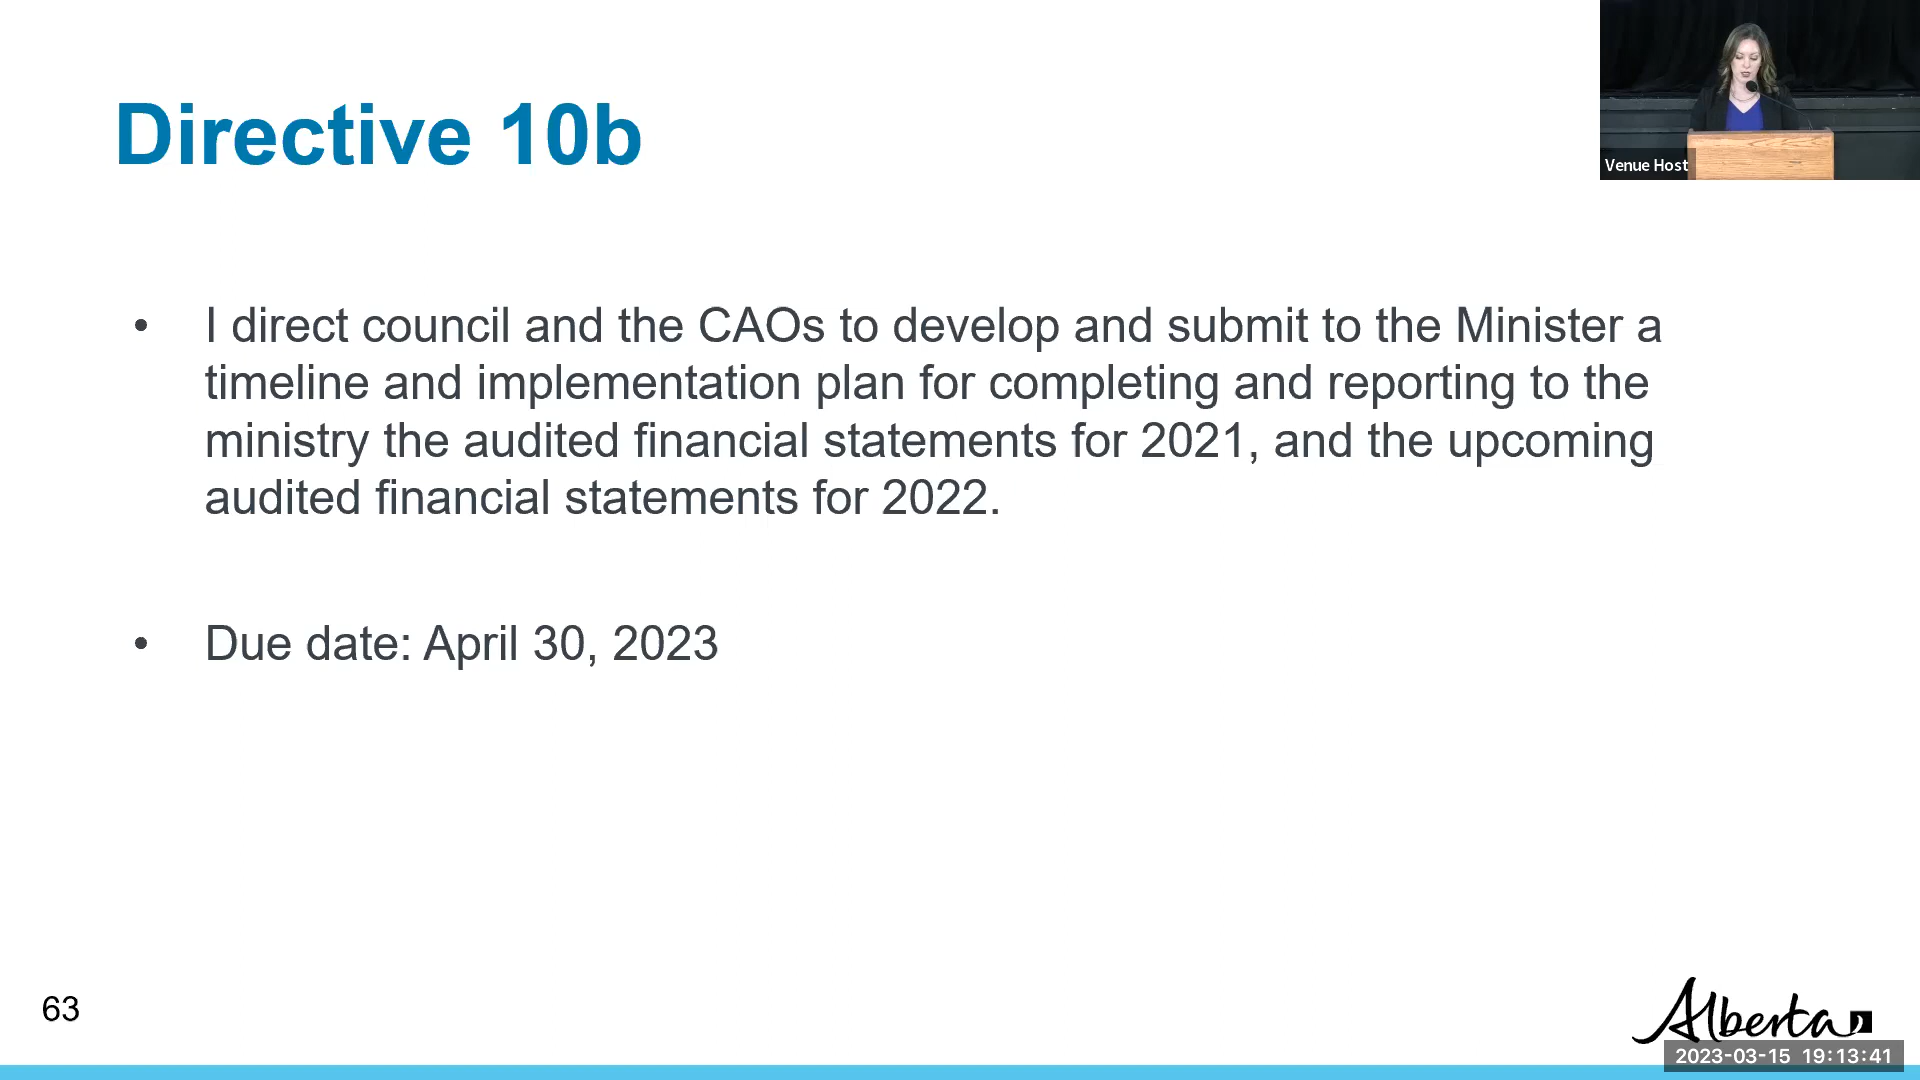 Directive 10b
Venue Host
• I direct council and the CAOs to develop and submit to the Minister a
timeline and implementation plan for completing and reporting to the
ministry the audited financial statements for 2021, and the upcoming
audited financial statements for 2022.
• Due date: April 30, 2023
63
Alberta
2023-03-15 19:13:41